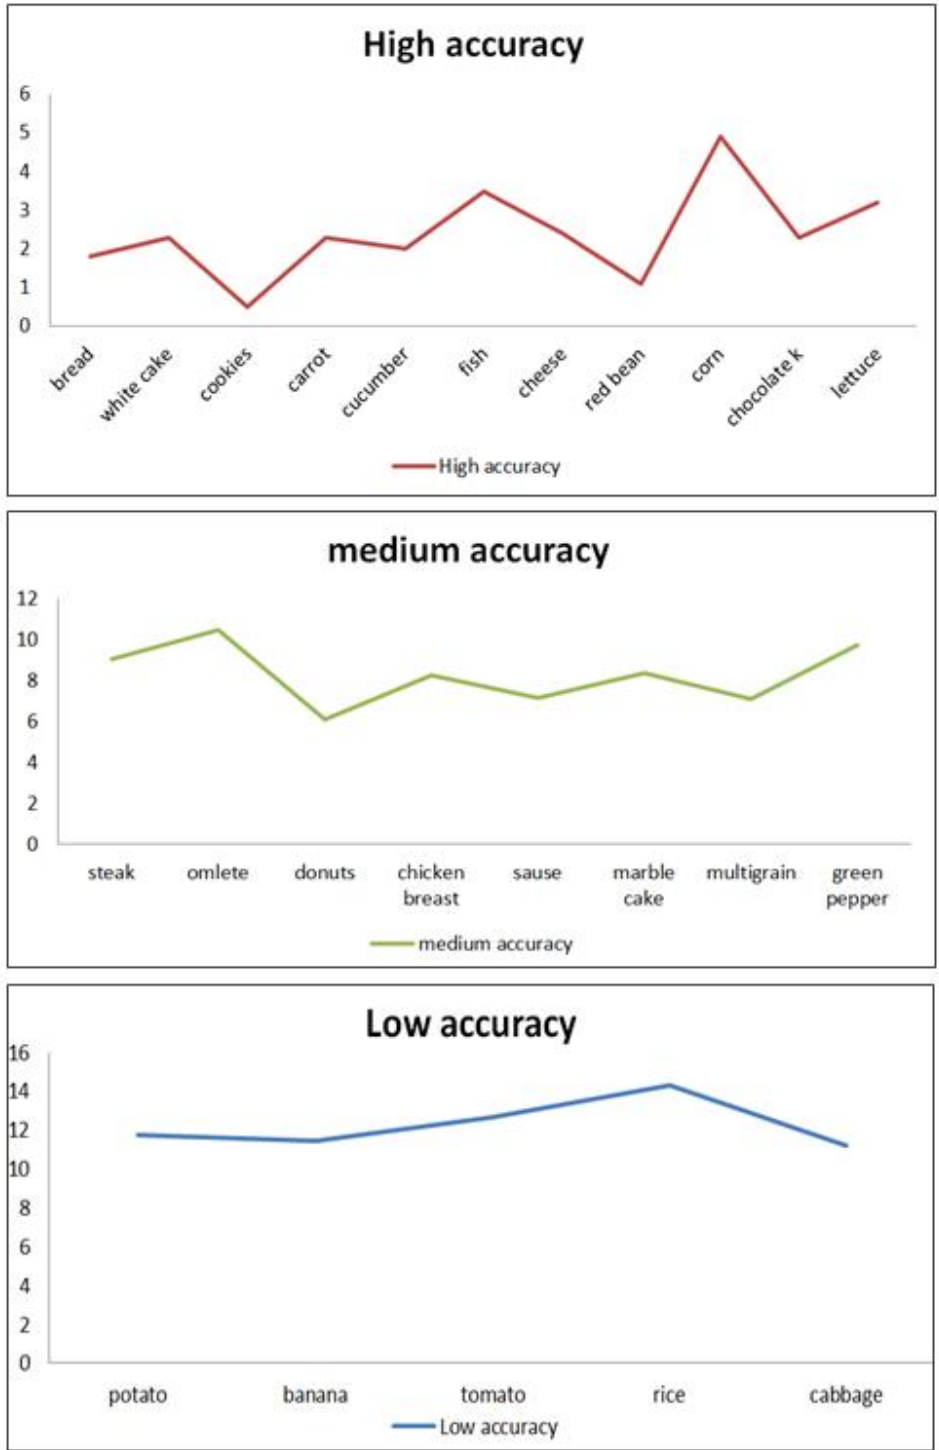 High accuracy
6
5
4
3
2
1
0
bread
white cake
cookies
carrot
cucumber
fish
cheese
red bean
corn
chocolate k
lettuce
High accuracy
medium accuracy
12
10
8
6
4
2
0
steak omlete donuts chicken sause marble multigrain green
breast cake pepper
medium accuracy
Low accuracy
16
14
12
10
8
6
4
2
0
potato banana tomato rice cabbage
Low accuracy